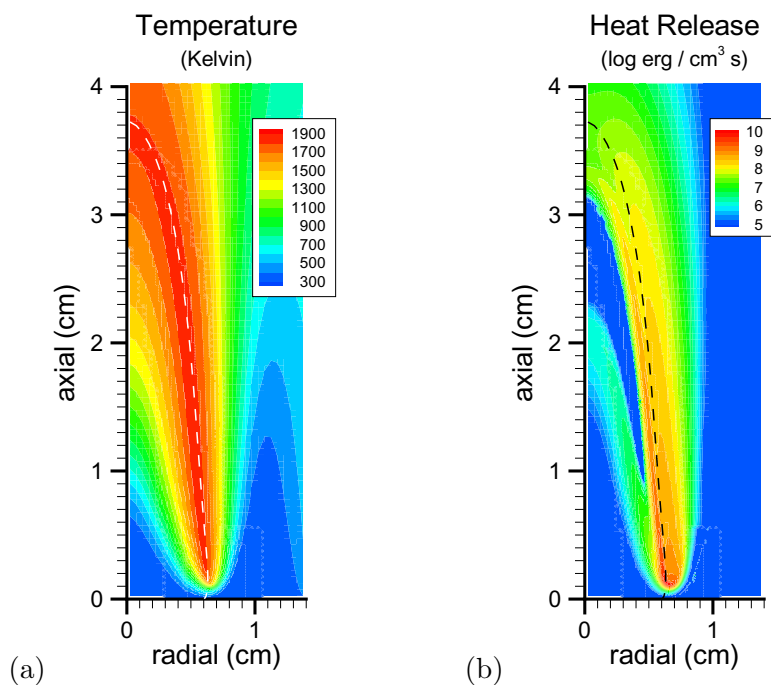 Temperature
(Kelvin)
4
3
2
1
0
axial (cm)
0
1
radial (cm)
1900
1700
1500
1300
1100
900
700
500
300
(a)
Heat Release
(log erg / cm³ s)
4
3
2
1
0
axial (cm)
0
1
radial (cm)
10
9
8
7
6
5
(b)